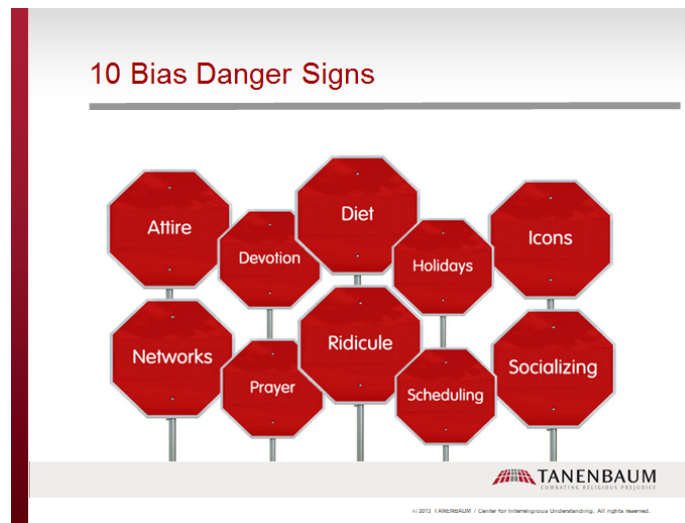 10 Bias Danger Signs
Attire
Devotion
Diet
Holidays
Icons
Networks
Prayer
Ridicule
Scheduling
Socializing
TANENBAUM
COMBATING RELIGIOUS PREJUDICE
© 2013 TANENBAUM / Center for Interreligious Understanding. All rights reserved.